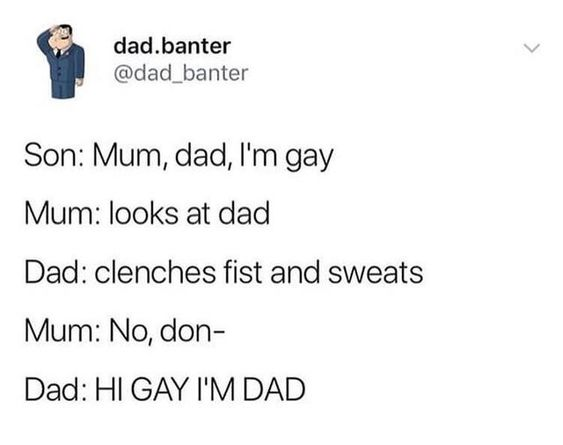 dad.banter
@dad_banter
Son: Mum, dad, I'm gay
Mum: looks at dad
Dad: clenches fist and sweats
Mum: No, don-
Dad: HI GAY I'M DAD